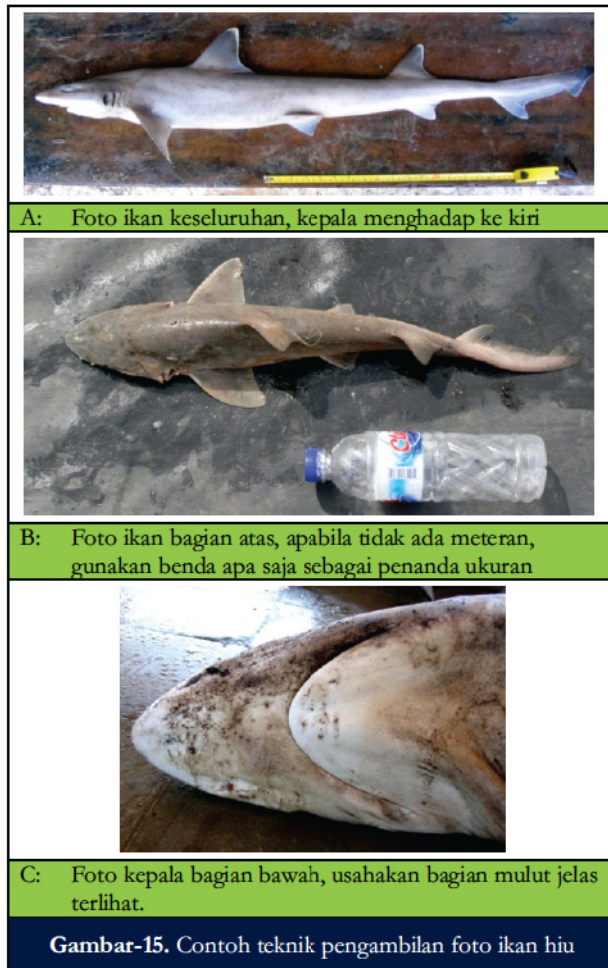 A: Foto ikan keseluruhan, kepala menghadap ke kiri
B: Foto ikan bagian atas, apabila tidak ada meteran,
gunakan benda apa saja sebagai penanda ukuran
C: Foto kepala bagian bawah, usahakan bagian mulut jelas
terlihat.
Gambar-15. Contoh teknik pengambilan foto ikan hiu